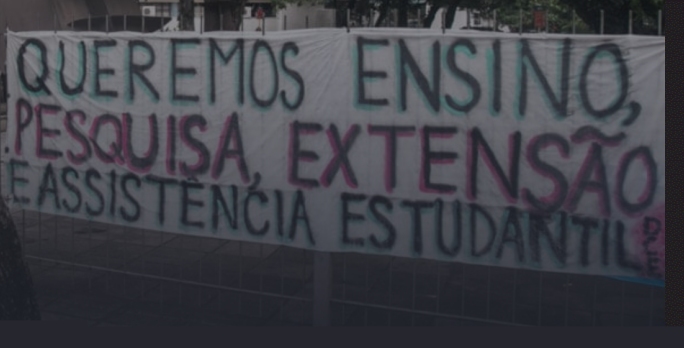 QUEREMOS ENSINO,
PESQUISA, EXTENSÃO
E ASSISTÊNCIA ESTUDANTIL